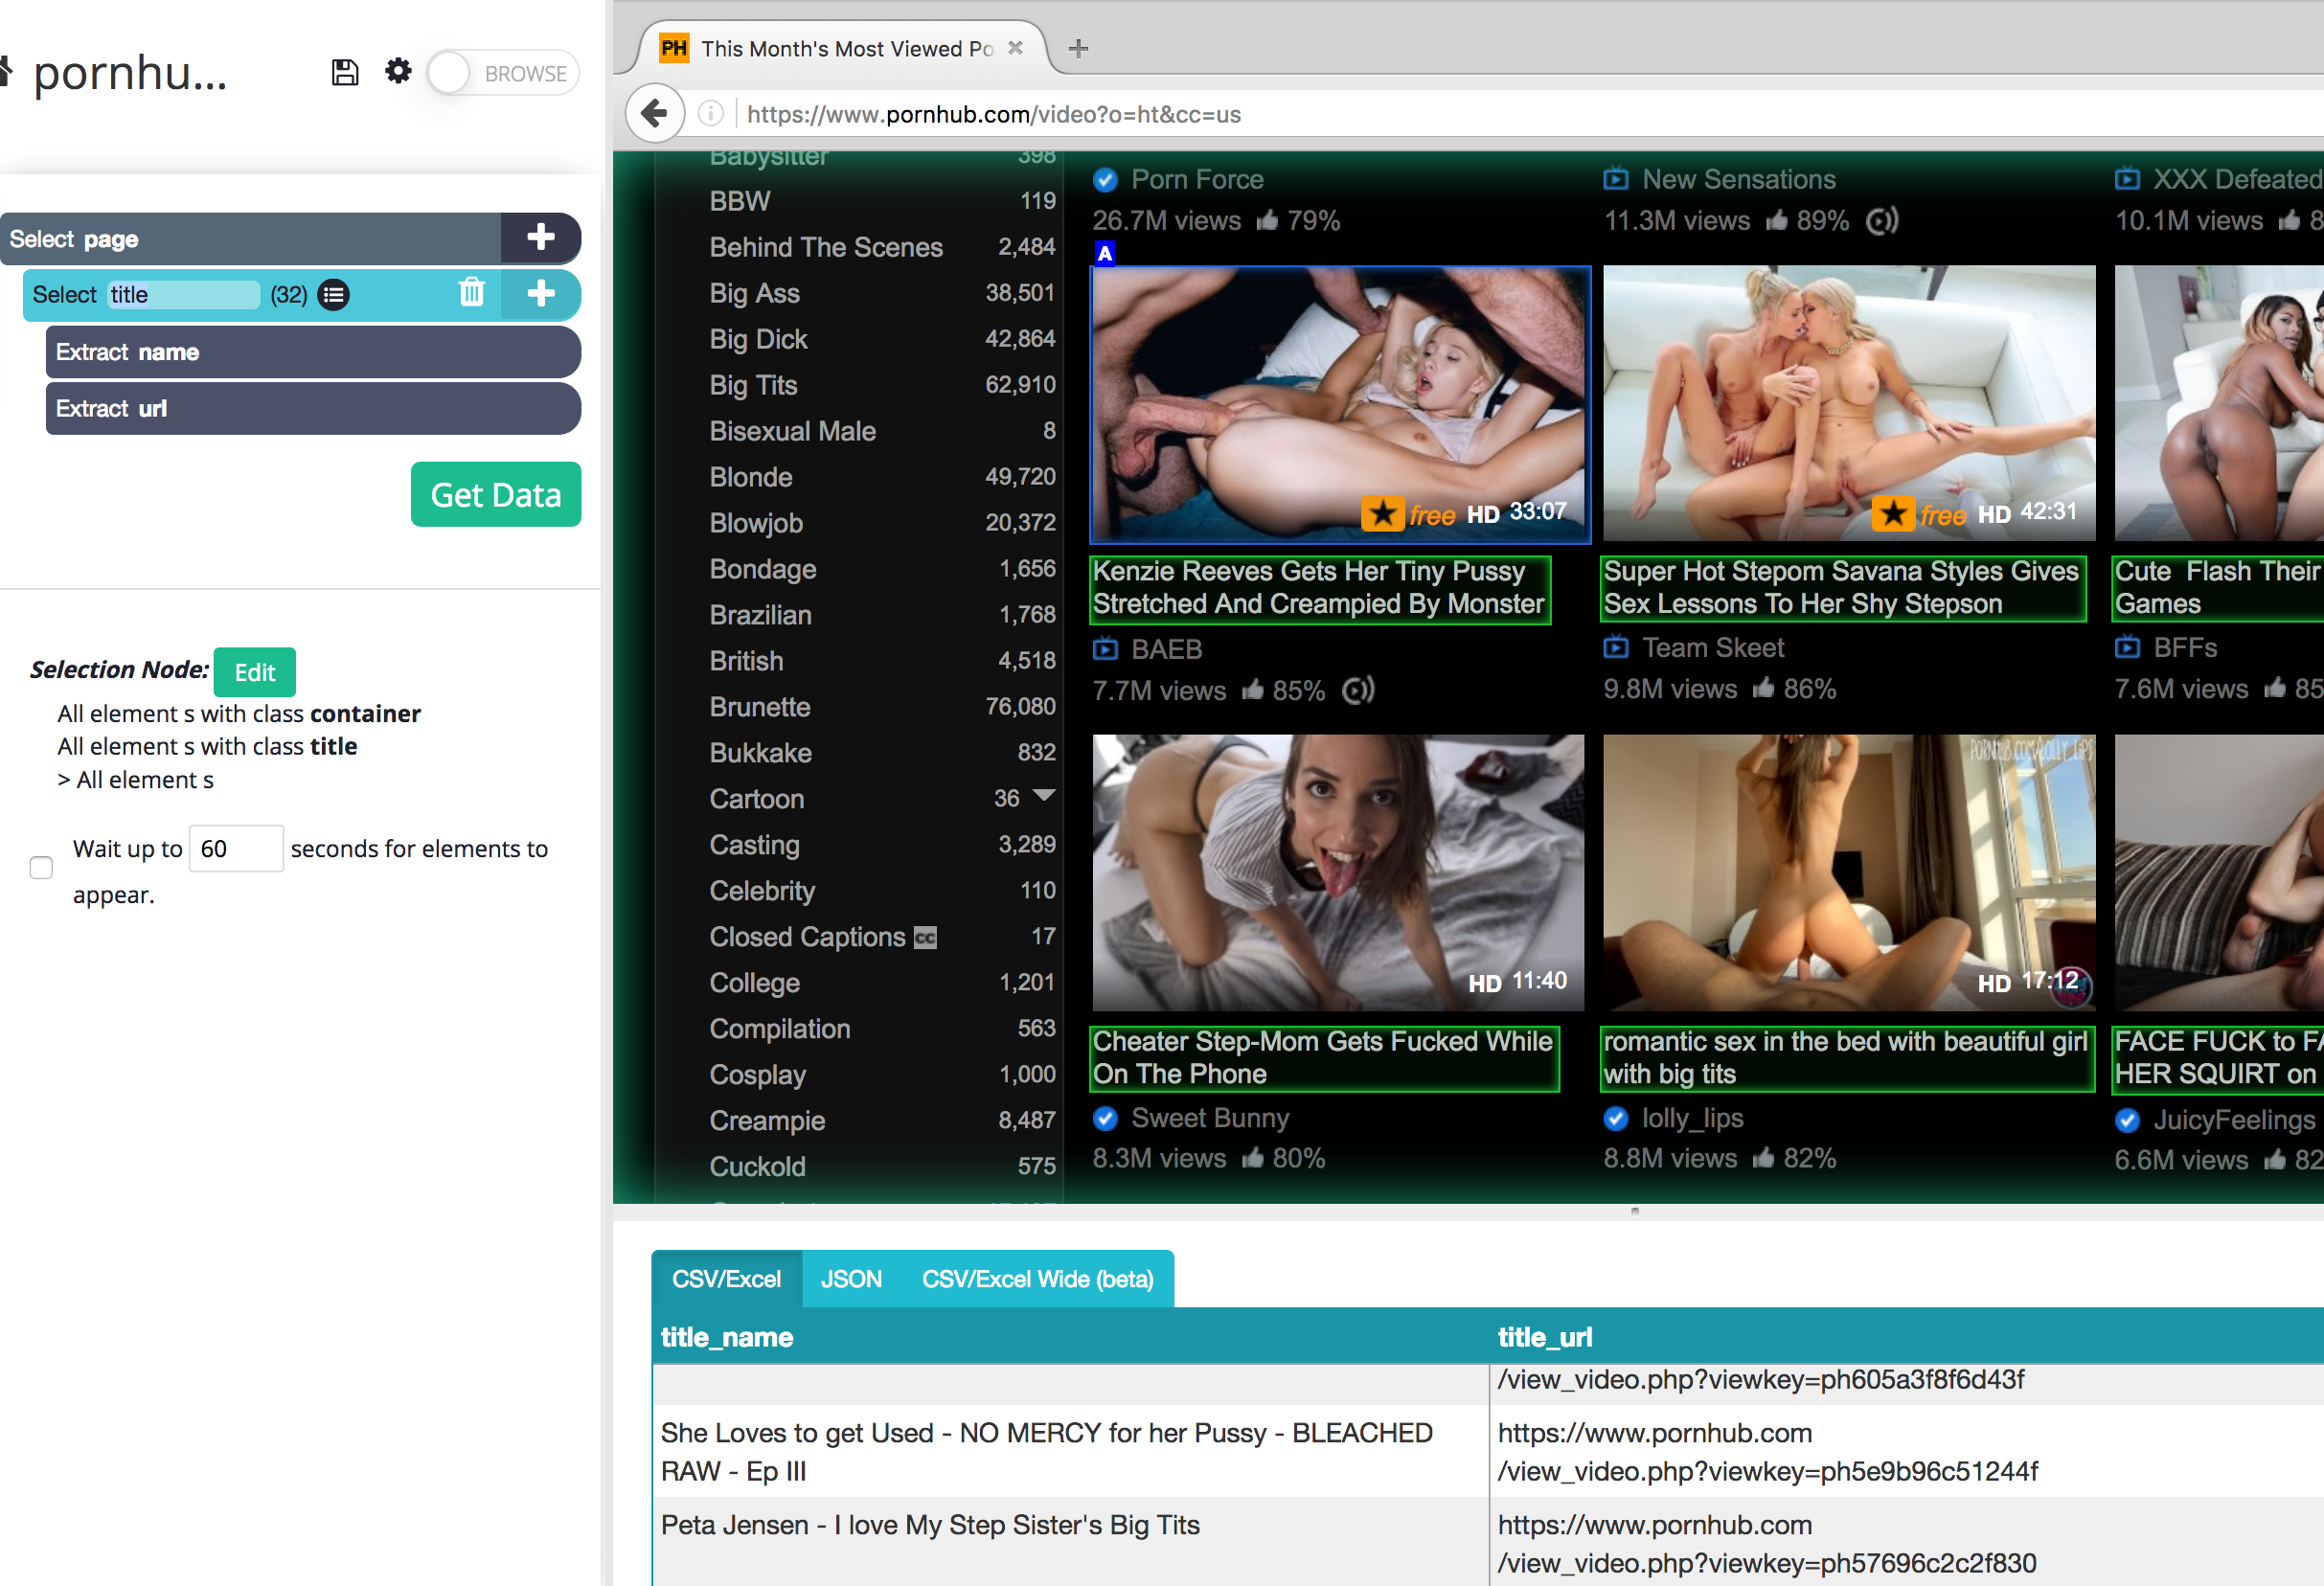 pornhu...
BROWSE
Select page
Select title (32)
Extract name
Extract url
Get Data
Selection Node: Edit
All element s with class container
All element s with class title
> All element s
Wait up to 60 seconds for elements to
appear.
PH This Month's Most Viewed Po
https://www.pornhub.com/video?o=ht&cc=us
Babysitter 398
BBW 119
Behind The Scenes 2,484
Big Ass 38,501
Big Dick 42,864
Big Tits 62,910
Bisexual Male 8
Blonde 49,720
Blowjob 20,372
Bondage 1,656
Brazilian 1,768
British 4,518
Brunette 76,080
Bukkake 832
Cartoon 36
Casting 3,289
Celebrity 110
Closed Captions CC 17
College 1,201
Compilation 563
Cosplay 1,000
Creampie 8,487
Cuckold 575
Porn Force
26.7M views 79%
New Sensations
11.3M views 89%
XXX Defeated
10.1M views 8
A
free HD 33:07
Kenzie Reeves Gets Her Tiny Pussy
Stretched And Creampied By Monster
BAEB
7.7M views 85%
free HD 42:31
Super Hot Stepom Savana Styles Gives
Sex Lessons To Her Shy Stepson
Team Skeet
9.8M views 86%
Cute Flash Their
Games
BFFs
7.6M views 85
HD 11:40
Cheater Step-Mom Gets Fucked While
On The Phone
Sweet Bunny
8.3M views 80%
PORNHUB.COM/LOLLY_LIPS
HD 17:12
romantic sex in the bed with beautiful girl
with big tits
lolly_lips
8.8M views 82%
FACE FUCK to FA
HER SQUIRT on
JuicyFeelings
6.6M views 82
CSV/Excel JSON CSV/Excel Wide (beta)
title_name title_url
/view_video.php?viewkey=ph605a3f8f6d43f
She Loves to get Used - NO MERCY for her Pussy - BLEACHED
RAW - Ep III
https://www.pornhub.com
/view_video.php?viewkey=ph5e9b96c51244f
Peta Jensen - I love My Step Sister's Big Tits
https://www.pornhub.com
/view_video.php?viewkey=ph57696c2c2f830